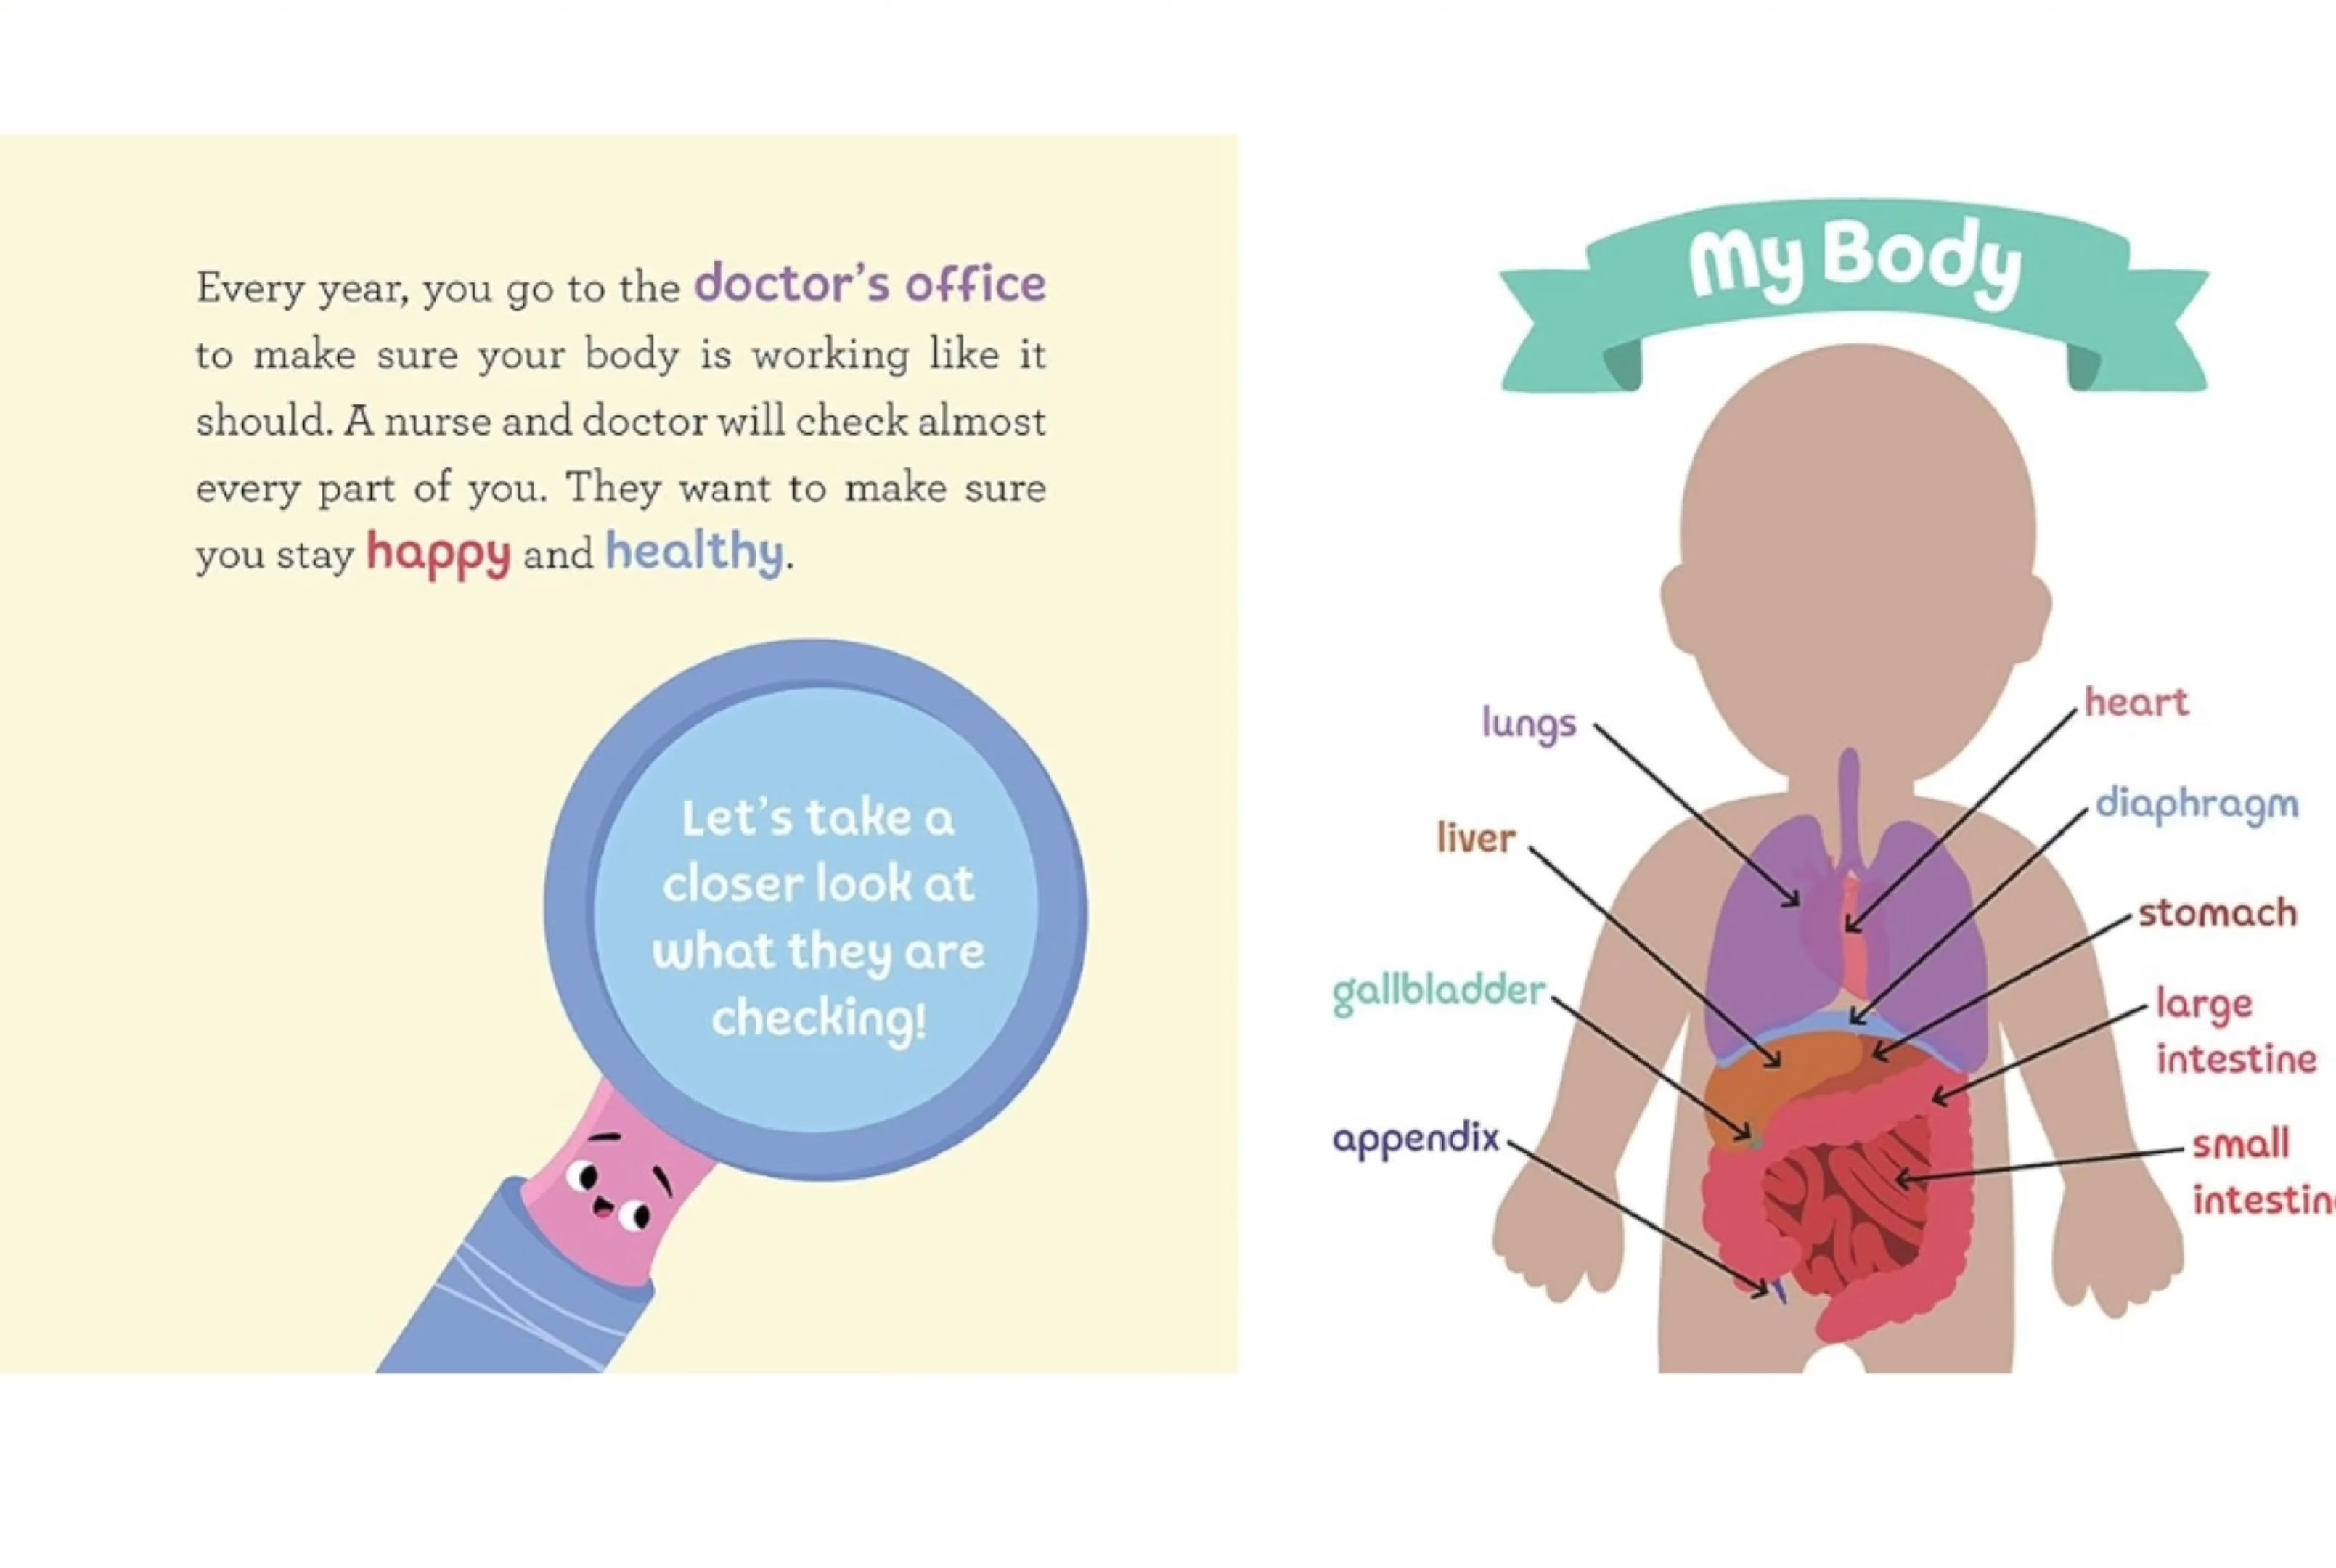 Every year, you go to the doctor's office
to make sure your body is working like it
should. A nurse and doctor will check almost
every part of you. They want to make sure
you stay happy and healthy.
Let's take a
closer look at
what they are
checking!
My Body
lungs
liver
gallbladder
appendix
heart
diaphragm
stomach
large
intestine
small
intestin